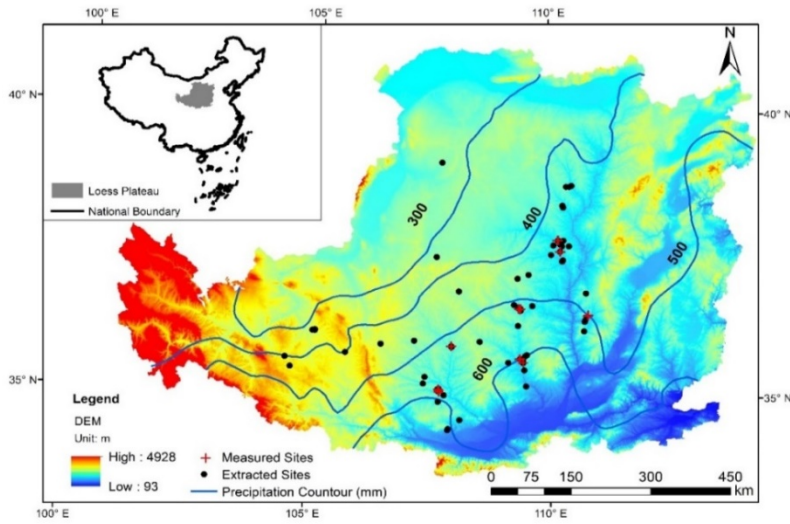 100° E 105°E 110° E
N
40° N 40° N
Loess Plateau
National Boundary
300
400
500
600
35° N 35° N
Legend
DEM
Unit: m
High : 4928
Low : 93
Measured Sites
Extracted Sites
Precipitation Countour (mm)
0 75 150 300 450
km
100° E 105° E 110° E